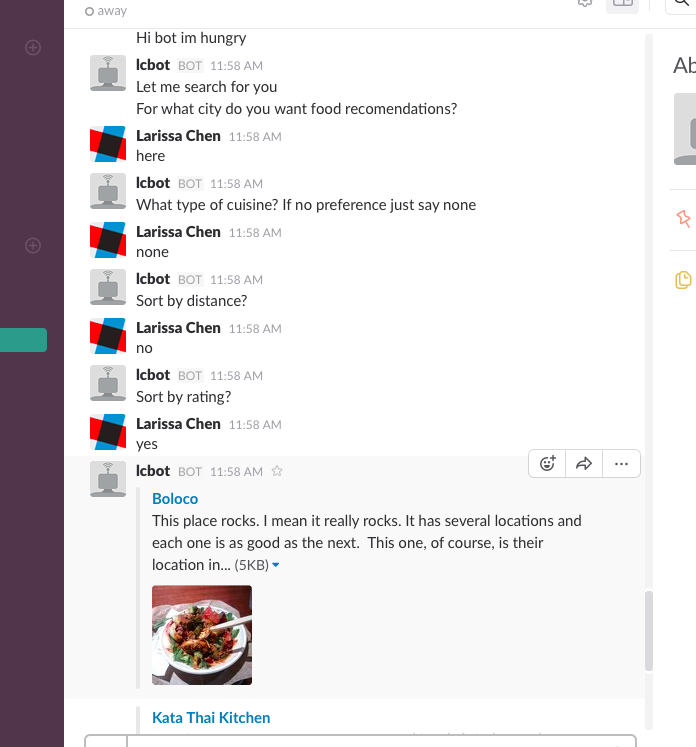 away
Hi bot im hungry
lcbot BOT 11:58 AM
Let me search for you
For what city do you want food recomendations?
Larissa Chen 11:58 AM
here
lcbot BOT 11:58 AM
What type of cuisine? If no preference just say none
Larissa Chen 11:58 AM
none
lcbot BOT 11:58 AM
Sort by distance?
Larissa Chen 11:58 AM
no
lcbot BOT 11:58 AM
Sort by rating?
Larissa Chen 11:58 AM
yes
lcbot BOT 11:58 AM
Boloco
This place rocks. I mean it really rocks. It has several locations and
each one is as good as the next.  This one, of course, is their
location in... (5KB)
Kata Thai Kitchen
Ab